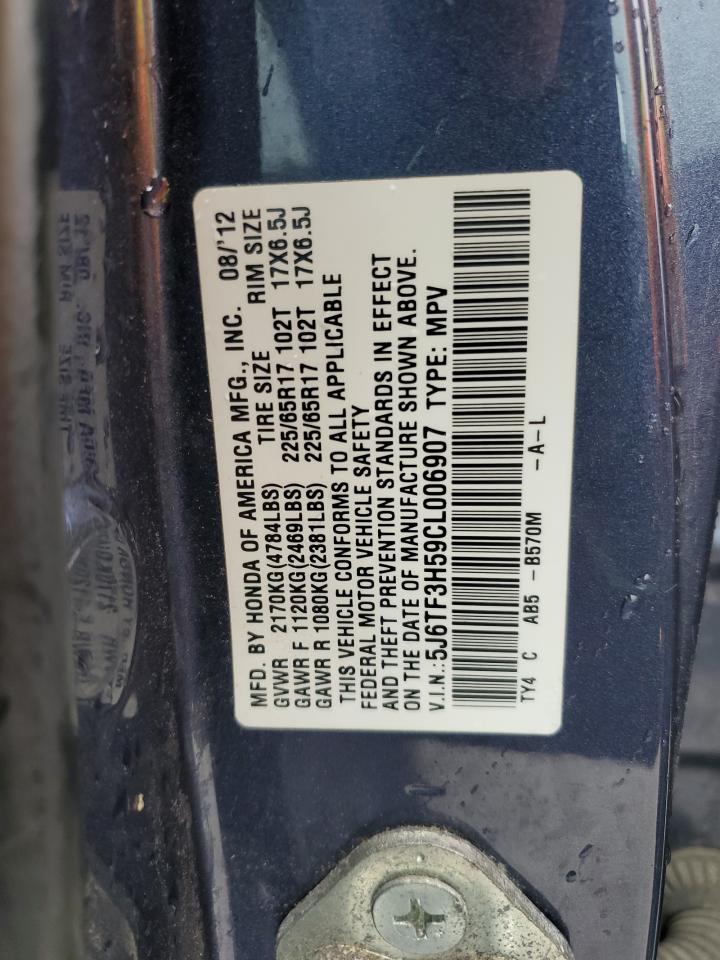 MFD. BY HONDA OF AMERICA MFG., INC. 08/'12
GVWR 2170KG(4784LBS) TIRE SIZE RIM SIZE
GAWR F 1120KG(2469LBS) 225/65R17 102T 17X6.5J
GAWR R 1080KG(2381LBS) 225/65R17 102T 17X6.5J
THIS VEHICLE CONFORMS TO ALL APPLICABLE
FEDERAL MOTOR VEHICLE SAFETY
AND THEFT PREVENTION STANDARDS IN EFFECT
ON THE DATE OF MANUFACTURE SHOWN ABOVE.
V.I.N.:5J6TF3H59CL006907 TYPE: MPV
TY4 C AB5 -B570M -A-L